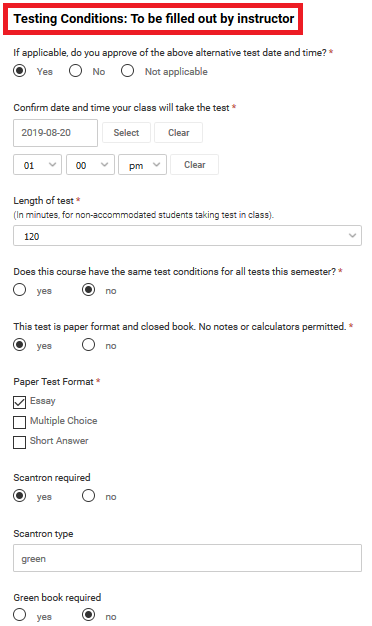 Testing Conditions: To be filled out by instructor
If applicable, do you approve of the above alternative test date and time? *
Yes No Not applicable
Confirm date and time your class will take the test *
2019-08-20 Select Clear
01 00 pm Clear
Length of test *
(In minutes, for non-accommodated students taking test in class).
120
Does this course have the same test conditions for all tests this semester? *
yes no
This test is paper format and closed book. No notes or calculators permitted. *
yes no
Paper Test Format *
Essay
Multiple Choice
Short Answer
Scantron required
yes no
Scantron type
green
Green book required
yes no